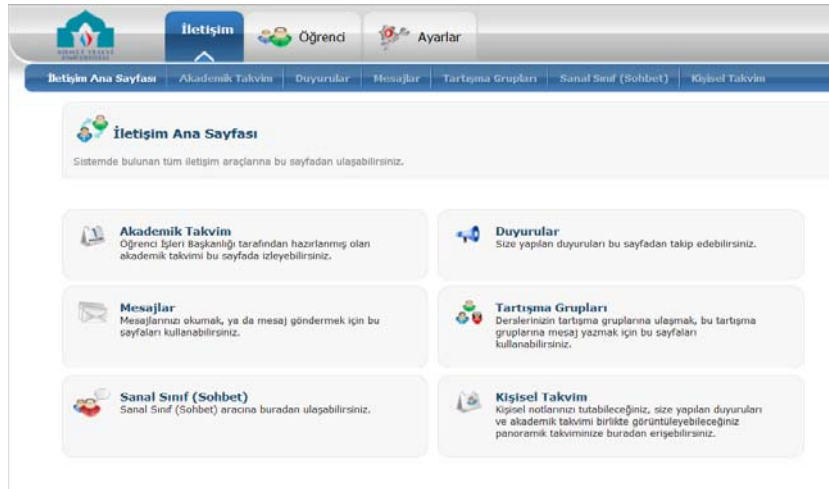 İletişim
Öğrenci
Ayarlar
İletişim Ana Sayfası
Akademik Takvim
Duyurular
Mesajlar
Tartışma Grupları
Sanal Sınıf (Sohbet)
Kişisel Takvim
İletişim Ana Sayfası
Sistemde bulunan tüm iletişim araçlarına bu sayfadan ulaşabilirsiniz.
Akademik Takvim
Öğrenci İşleri Başkanlığı tarafından hazırlanmış olan
akademik takvimi bu sayfada izleyebilirsiniz.
Duyurular
Size yapılan duyuruları bu sayfadan takip edebilirsiniz.
Mesajlar
Mesajlarınızı okumak, ya da mesaj göndermek için bu
sayfaları kullanabilirsiniz.
Tartışma Grupları
Derslerinizin tartışma gruplarına ulaşmak, bu tartışma
gruplarına mesaj yazmak için bu sayfaları
kullanabilirsiniz.
Sanal Sınıf (Sohbet)
Sanal Sınıf (Sohbet) aracına buradan ulaşabilirsiniz.
Kişisel Takvim
Kişisel notlarınızı tutabileceğiniz, size yapılan duyuruları
ve akademik takvimi birlikte görüntüleyebileceğiniz
panoramik takviminize buradan erişebilirsiniz.